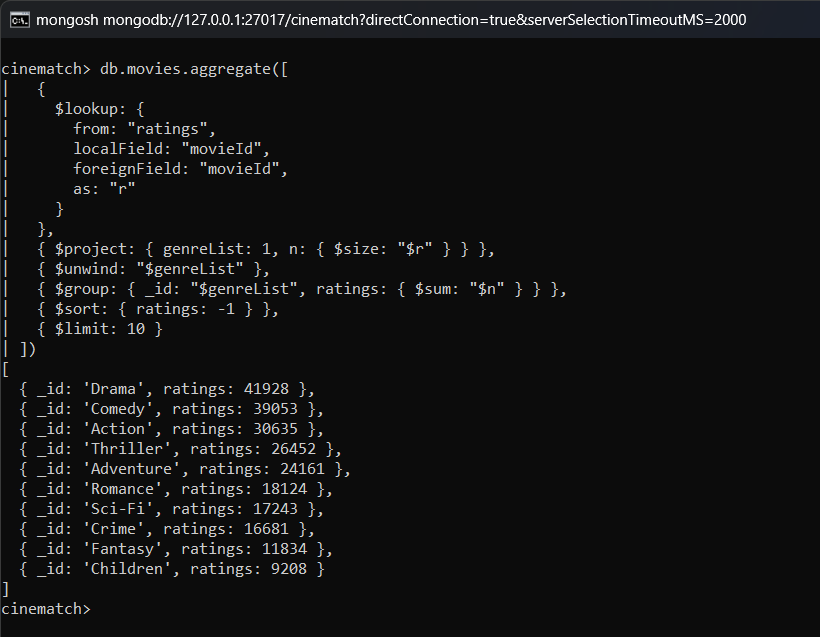 mongosh mongodb://127.0.0.1:27017/cinematch?directConnection=true&serverSelectionTimeoutMS=2000
cinematch> db.movies.aggregate([
|   {
|     $lookup: {
|       from: "ratings",
|       localField: "movieId",
|       foreignField: "movieId",
|       as: "r"
|     }
|   },
|   { $project: { genreList: 1, n: { $size: "$r" } } },
|   { $unwind: "$genreList" },
|   { $group: { _id: "$genreList", ratings: { $sum: "$n" } } },
|   { $sort: { ratings: -1 } },
|   { $limit: 10 }
| ])
[
  { _id: 'Drama', ratings: 41928 },
  { _id: 'Comedy', ratings: 39053 },
  { _id: 'Action', ratings: 30635 },
  { _id: 'Thriller', ratings: 26452 },
  { _id: 'Adventure', ratings: 24161 },
  { _id: 'Romance', ratings: 18124 },
  { _id: 'Sci-Fi', ratings: 17243 },
  { _id: 'Crime', ratings: 16681 },
  { _id: 'Fantasy', ratings: 11834 },
  { _id: 'Children', ratings: 9208 }
]
cinematch>